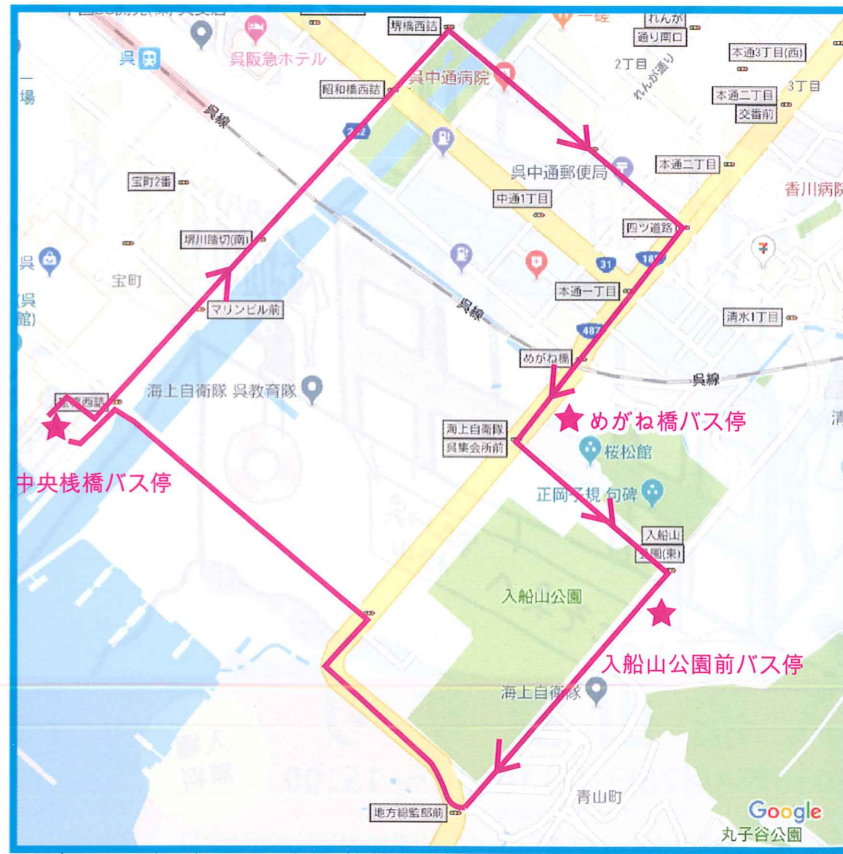 堺橋西詰
れんが
通り南口
本通3丁目(西)
呉阪急ホテル
呉
2丁目
3丁目
呉中通病院
れんが通り
昭和橋西詰
本通二丁目
交番前
場
呉線
呉中通郵便局
本通二丁目
宝町2番
中通1丁目
香川病院
四ツ道路
堺川踏切(南)
呉
宝町
31
本通一丁目
館)
マリンビル前
呉線
487
清水1丁目
めがね橋
呉線
海上自衛隊 呉教育隊
めがね橋バス停
海上自衛隊
呉集会所前
桜松館
中央桟橋バス停
正岡子規 句碑
入船山
公園(東)
入船山公園
入船山公園前バス停
海上自衛隊
青山町
地方総監部前
Google
丸子谷公園